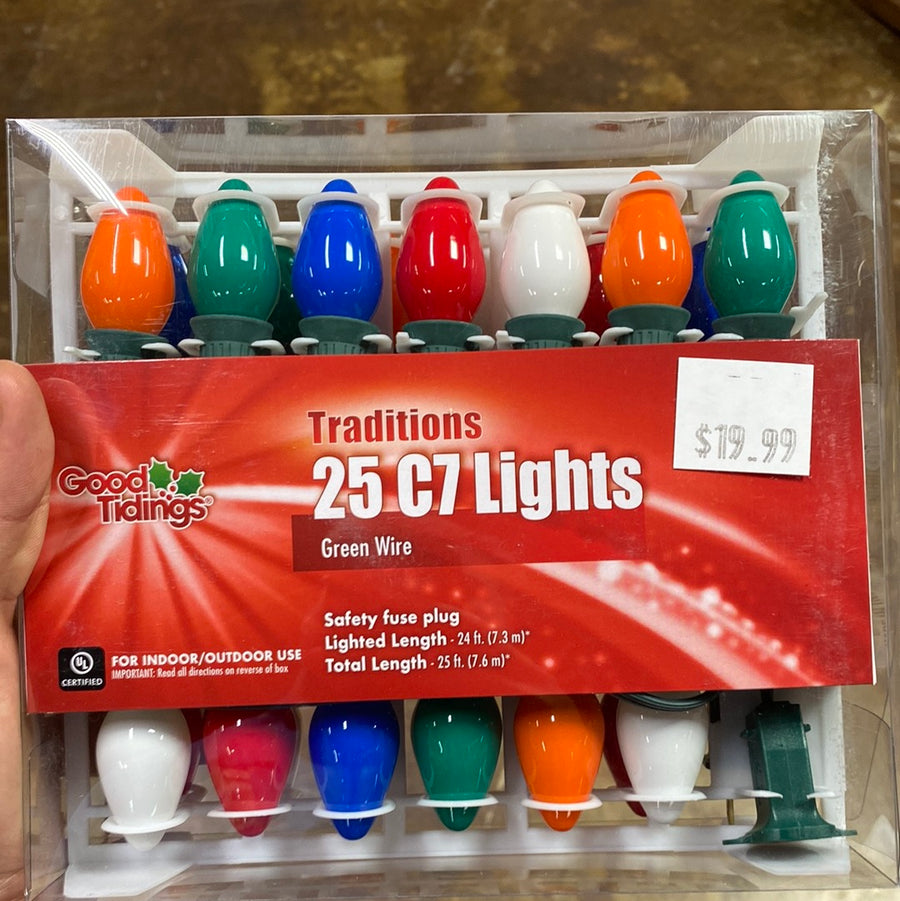 Traditions
25 C7 Lights
Green Wire
$19.99
Good
Tidings®
Safety fuse plug
Lighted Length - 24 ft. (7.3 m)*
Total Length - 25 ft. (7.6 m)*
UL
CERTIFIED
FOR INDOOR/OUTDOOR USE
IMPORTANT: Read all directions on reverse of box